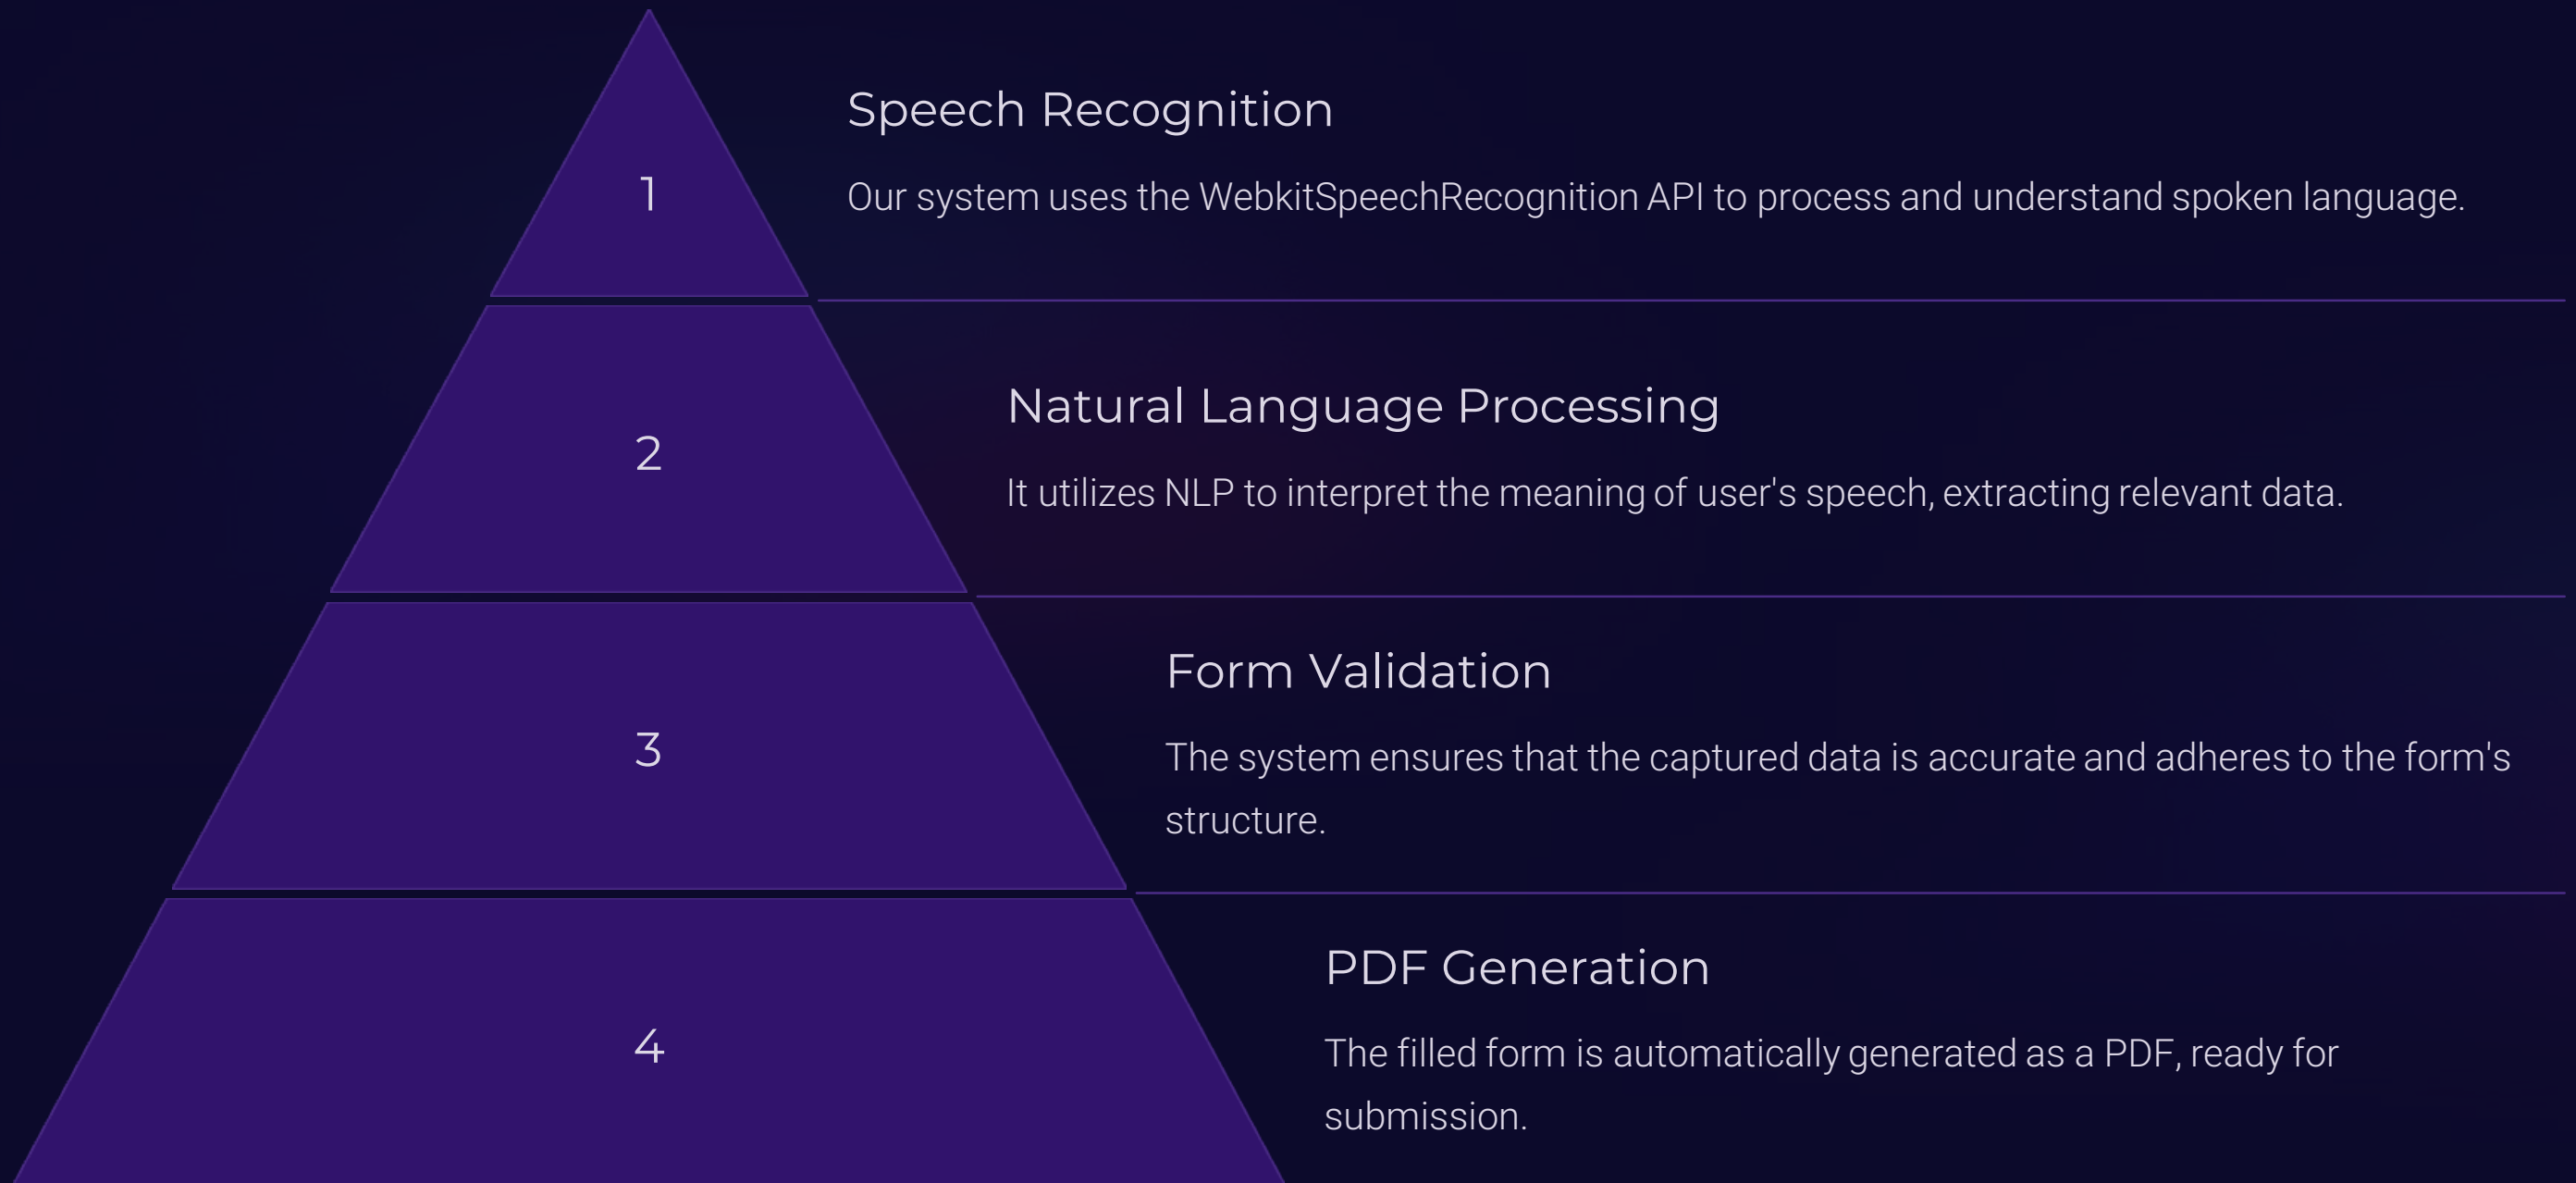 1
Speech Recognition
Our system uses the WebkitSpeechRecognition API to process and understand spoken language.
2
Natural Language Processing
It utilizes NLP to interpret the meaning of user's speech, extracting relevant data.
3
Form Validation
The system ensures that the captured data is accurate and adheres to the form's
structure.
4
PDF Generation
The filled form is automatically generated as a PDF, ready for
submission.